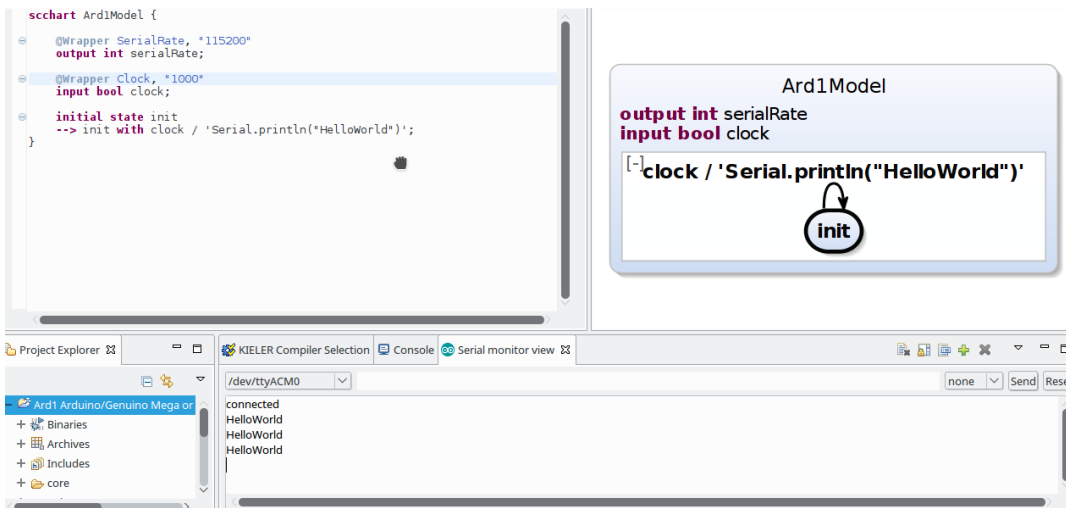 scchart Ard1Model {
@Wrapper SerialRate, "115200"
output int serialRate;
@Wrapper Clock, "1000"
input bool clock;
initial state init
--> init with clock / 'Serial.println("HelloWorld")';
}
Ard1Model
output int serialRate
input bool clock
[-]
clock / 'Serial.println("HelloWorld")'
init
Project Explorer
KIELER Compiler Selection
Console
Serial monitor view
Ard1 Arduino/Genuino Mega or
Binaries
Archives
Includes
core
/dev/ttyACM0
none
Send
Rese
connected
HelloWorld
HelloWorld
HelloWorld